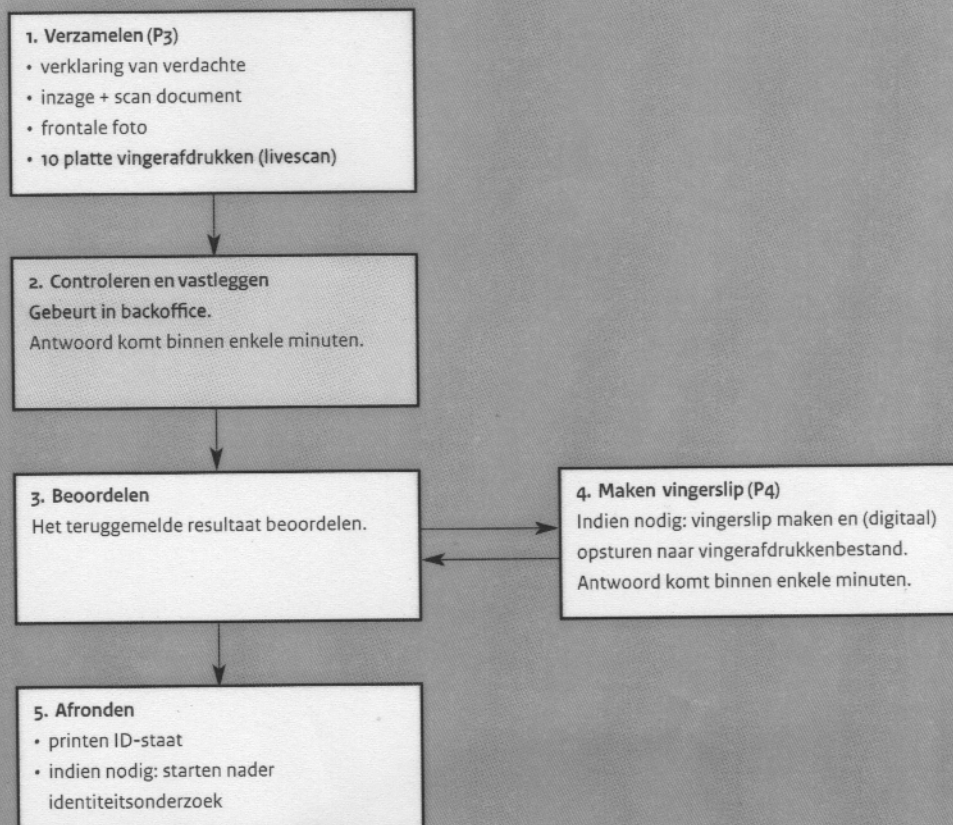 1. Verzamelen (P3)
• verklaring van verdachte
• inzage + scan document
• frontale foto
• 10 platte vingerafdrukken (livescan)
2. Controleren en vastleggen
Gebeurt in backoffice.
Antwoord komt binnen enkele minuten.
3. Beoordelen
Het teruggemelde resultaat beoordelen.
4. Maken vingerslip (P4)
Indien nodig: vingerslip maken en (digitaal)
opsturen naar vingerafdrukkenbestand.
Antwoord komt binnen enkele minuten.
5. Afronden
• printen ID-staat
• indien nodig: starten nader
identiteitsonderzoek